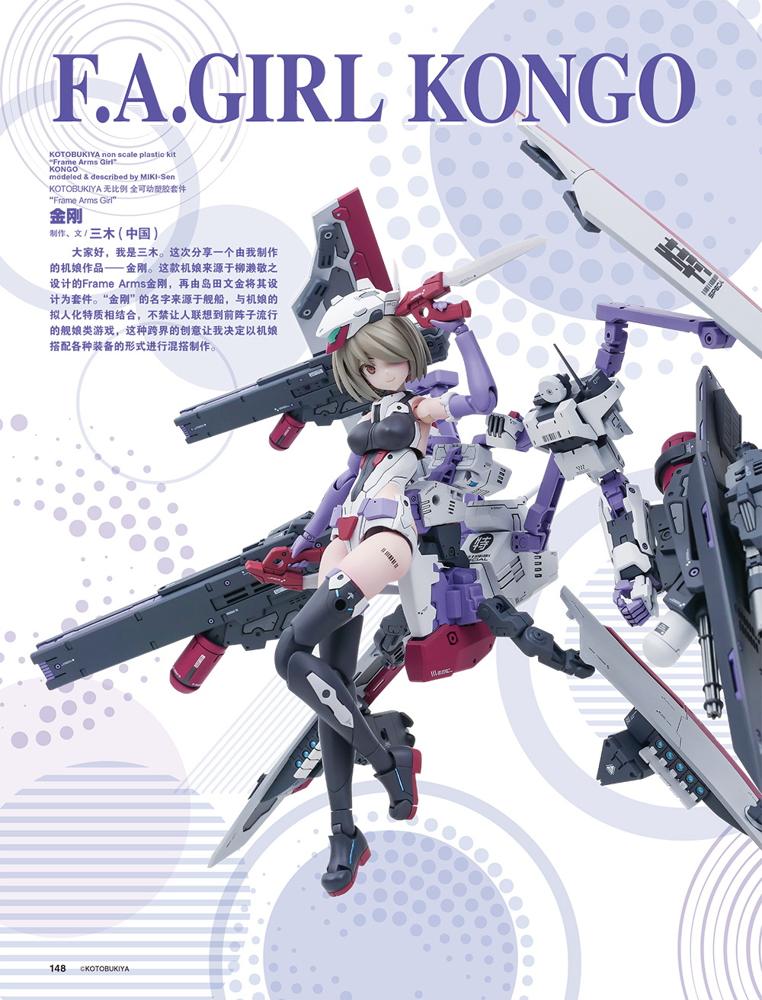 F.A.GIRL KONGO
KOTOBUKIYA non scale plastic kit
“Frame Arms Girl”
KONGO
modeled & described by MIKI-Sen
KOTOBUKIYA 无比例 全可动塑胶套件
“Frame Arms Girl”
金刚
制作、文 / 三木 ( 中国 )
大家好，我是三木。这次分享一个由我制作
的机娘作品——金刚。这款机娘来源于柳濑敬之
设计的Frame Arms金刚，再由岛田文金将其设
计为套件。“金刚” 的名字来源于舰船，与机娘的
拟人化特质相结合，不禁让人联想到前阵子流行
的舰娘类游戏，这种跨界的创意让我决定以机娘
搭配各种装备的形式进行混搭制作。
SPECIAL
特
148 ©KOTOBUKIYA